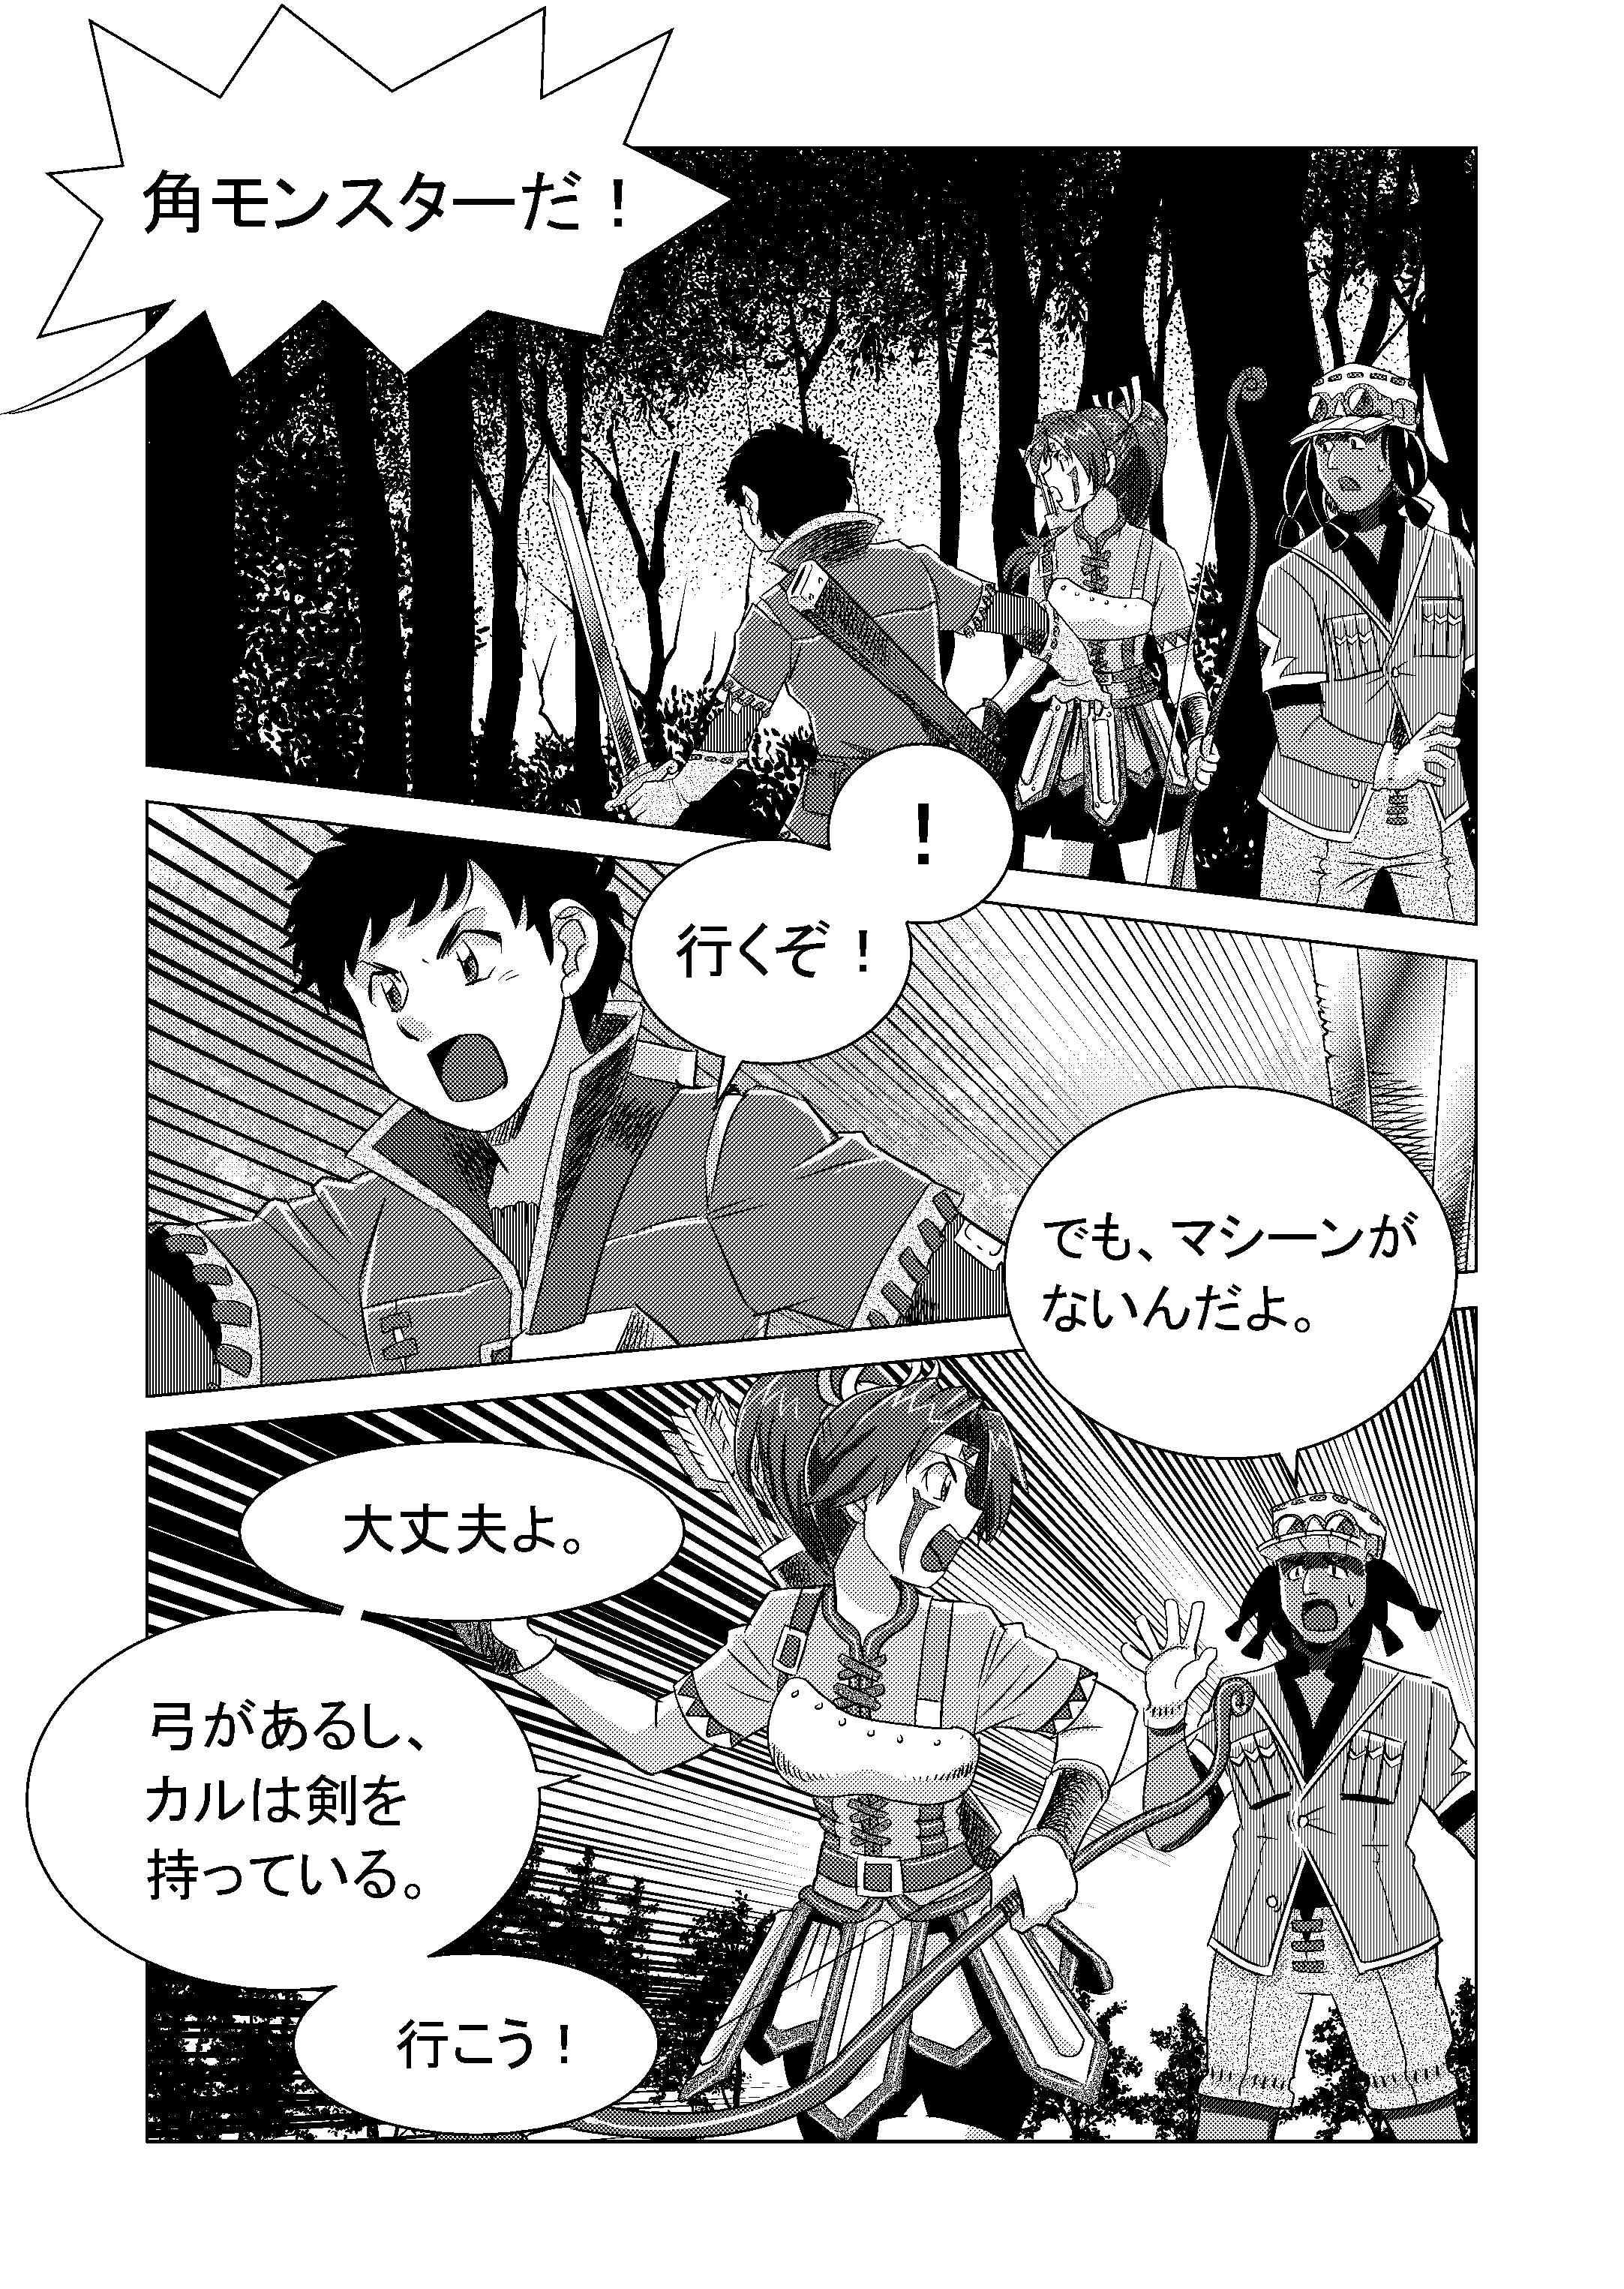 角モンスターだ！
！
行くぞ！
でも、マシーンが
ないんだよ。
大丈夫よ。
弓があるし、
カルは剣を
持っている。
行こう！